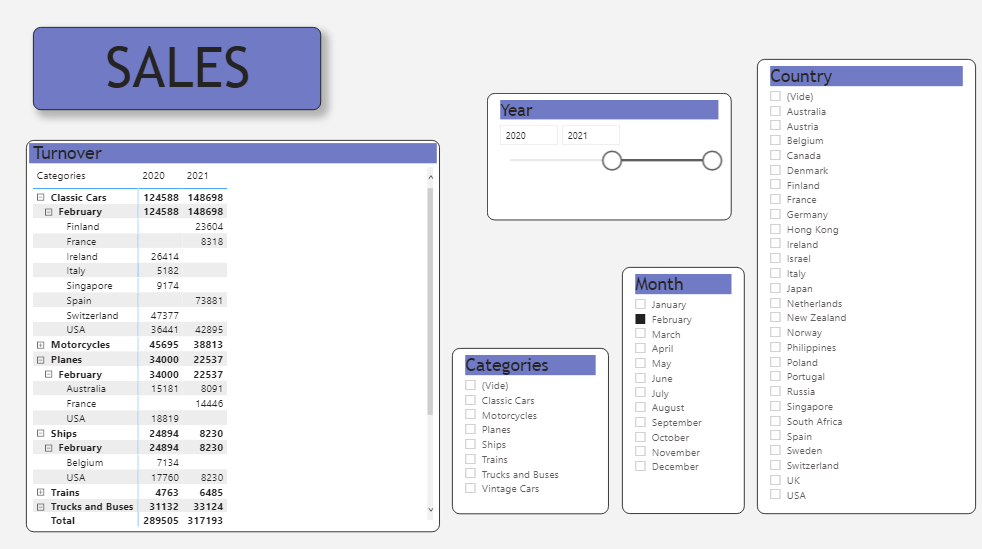 SALES
Turnover
Categories 2020 2021
Classic Cars 124588 148698
February 124588 148698
Finland 23604
France 8318
Ireland 26414
Italy 5182
Singapore 9174
Spain 73881
Switzerland 47377
USA 36441 42895
Motorcycles 45695 38813
Planes 34000 22537
February 34000 22537
Australia 15181 8091
France 14446
USA 18819
Ships 24894 8230
February 24894 8230
Belgium 7134
USA 17760 8230
Trains 4763 6485
Trucks and Buses 31132 33124
Total 289505 317193
Year
2020 2021
Categories
(Vide)
Classic Cars
Motorcycles
Planes
Ships
Trains
Trucks and Buses
Vintage Cars
Month
January
February
March
April
May
June
July
August
September
October
November
December
Country
(Vide)
Australia
Austria
Belgium
Canada
Denmark
Finland
France
Germany
Hong Kong
Ireland
Israel
Italy
Japan
Netherlands
New Zealand
Norway
Philippines
Poland
Portugal
Russia
Singapore
South Africa
Spain
Sweden
Switzerland
UK
USA